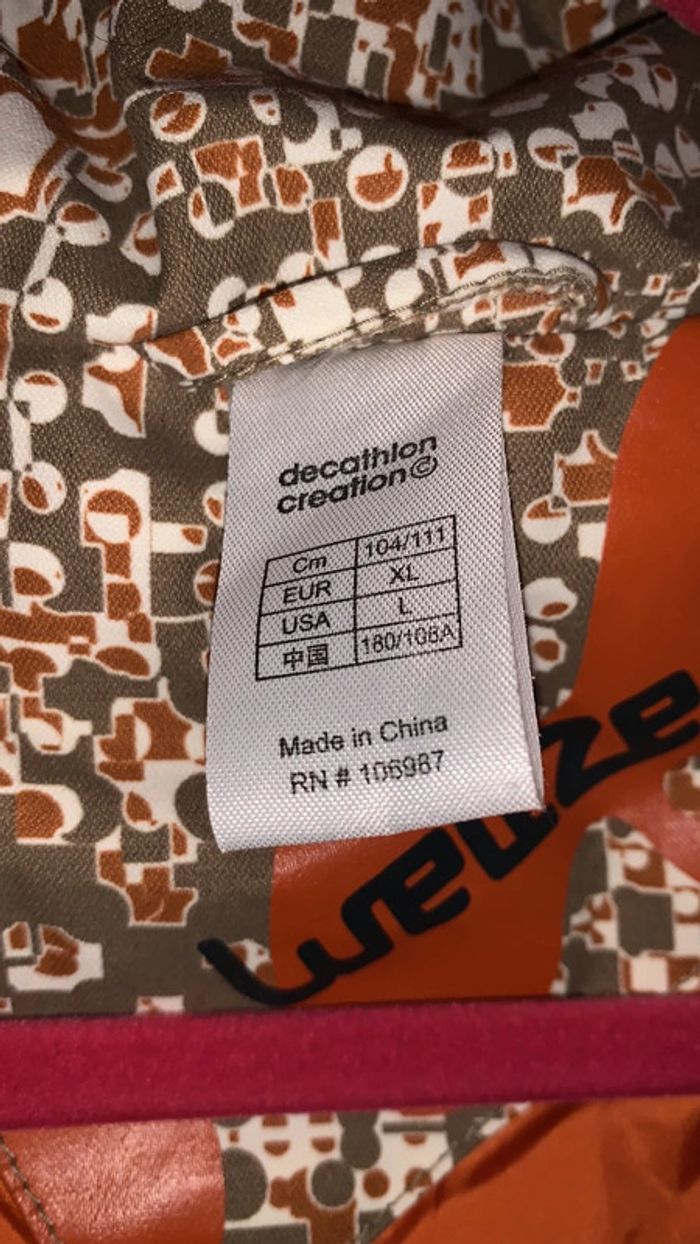 decathlon
creation©
Cm 104/111
EUR XL
USA L
中国 180/108A
Made in China
RN # 106987
wedze